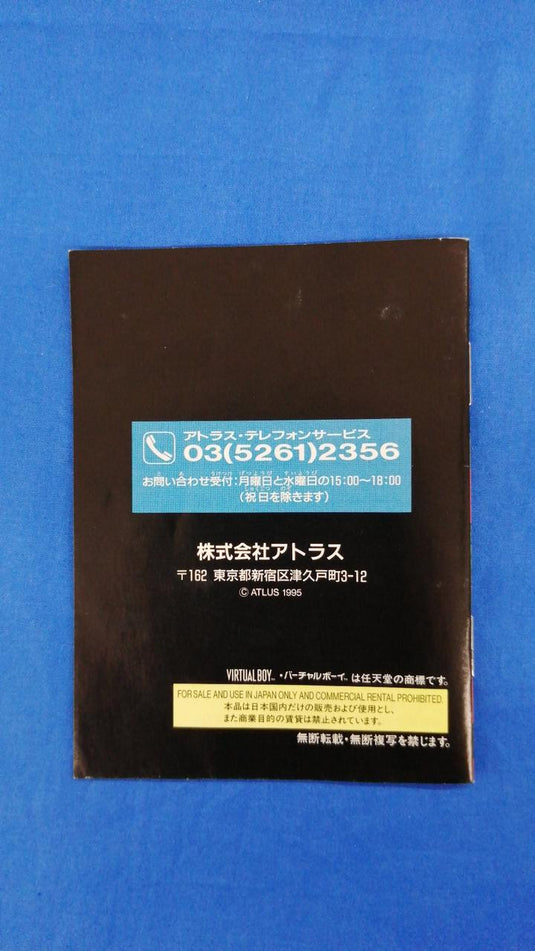 アトラス・テレフォンサービス
03(5261)2356
お問い合わせ受付:月曜日と水曜日の15:00〜18:00
(祝日を除きます)
株式会社アトラス
〒162 東京都新宿区津久戸町3-12
© ATLUS 1995
VIRTUAL BOY™・バーチャルボーイ™は任天堂の商標です。
FOR SALE AND USE IN JAPAN ONLY AND COMMERCIAL RENTAL PROHIBITED.
本品は日本国内だけの販売および使用とし、
また商業目的の賃貸は禁止されています。
無断転載・無断複写を禁じます。